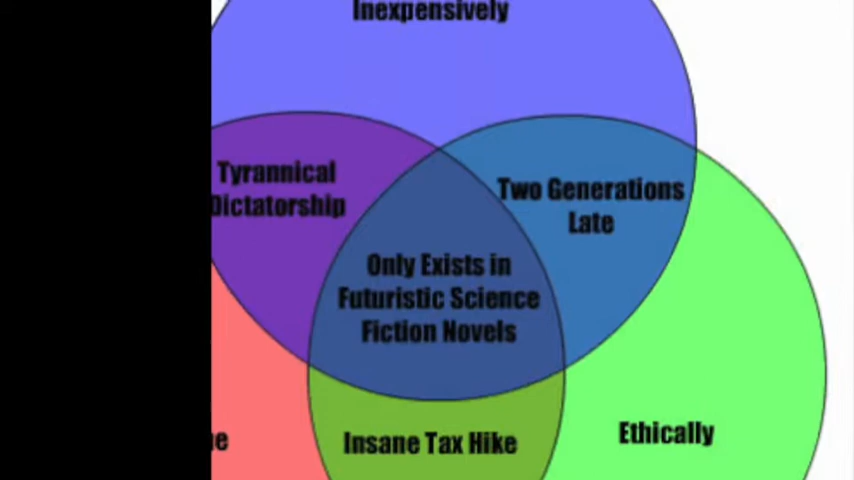 Inexpensively
Tyrannical
Dictatorship
Two Generations
Late
Only Exists in
Futuristic Science
Fiction Novels
Ethically
Insane Tax Hike